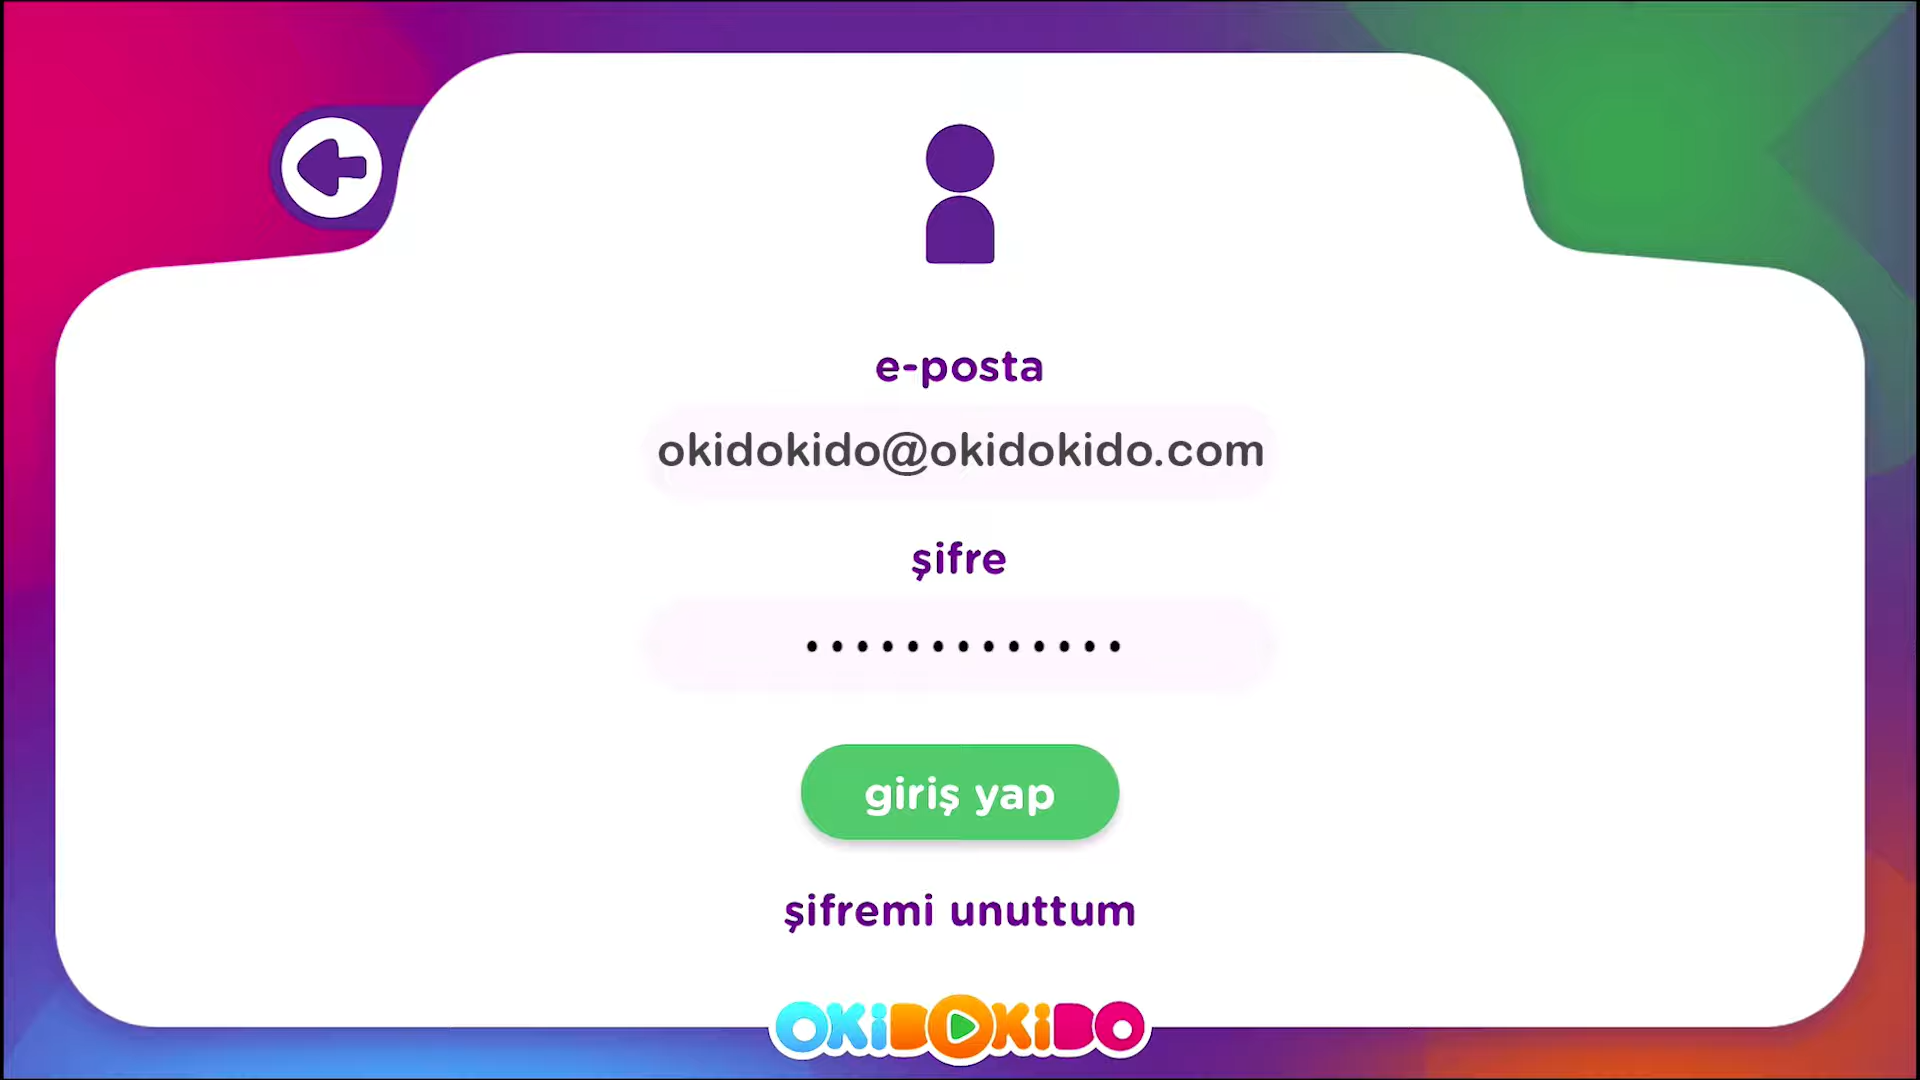 e-posta
okidokido@okidokido.com
şifre
•••••••••••••
giriş yap
şifremi unuttum
OKiDOKiDO